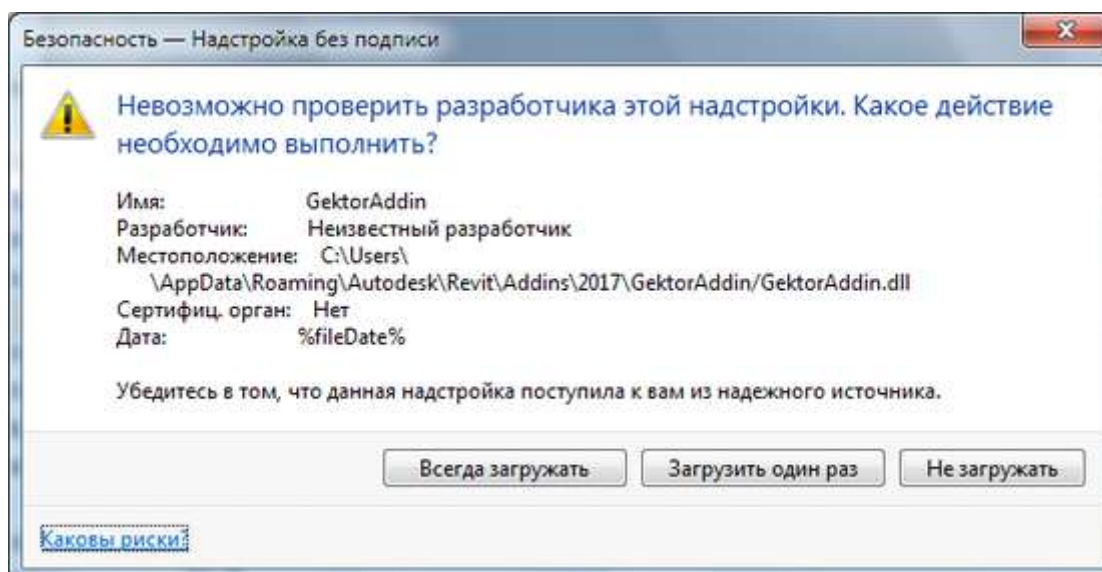 Безопасность — Надстройка без подписи
Невозможно проверить разработчика этой надстройки. Какое действие
необходимо выполнить?
Имя: GektorAddin
Разработчик: Неизвестный разработчик
Местоположение: C:\Users\
\AppData\Roaming\Autodesk\Revit\Addins\2017\GektorAddin/GektorAddin.dll
Сертифиц. орган: Нет
Дата: %fileDate%
Убедитесь в том, что данная надстройка поступила к вам из надежного источника.
Всегда загружать Загрузить один раз Не загружать
Каковы риски?